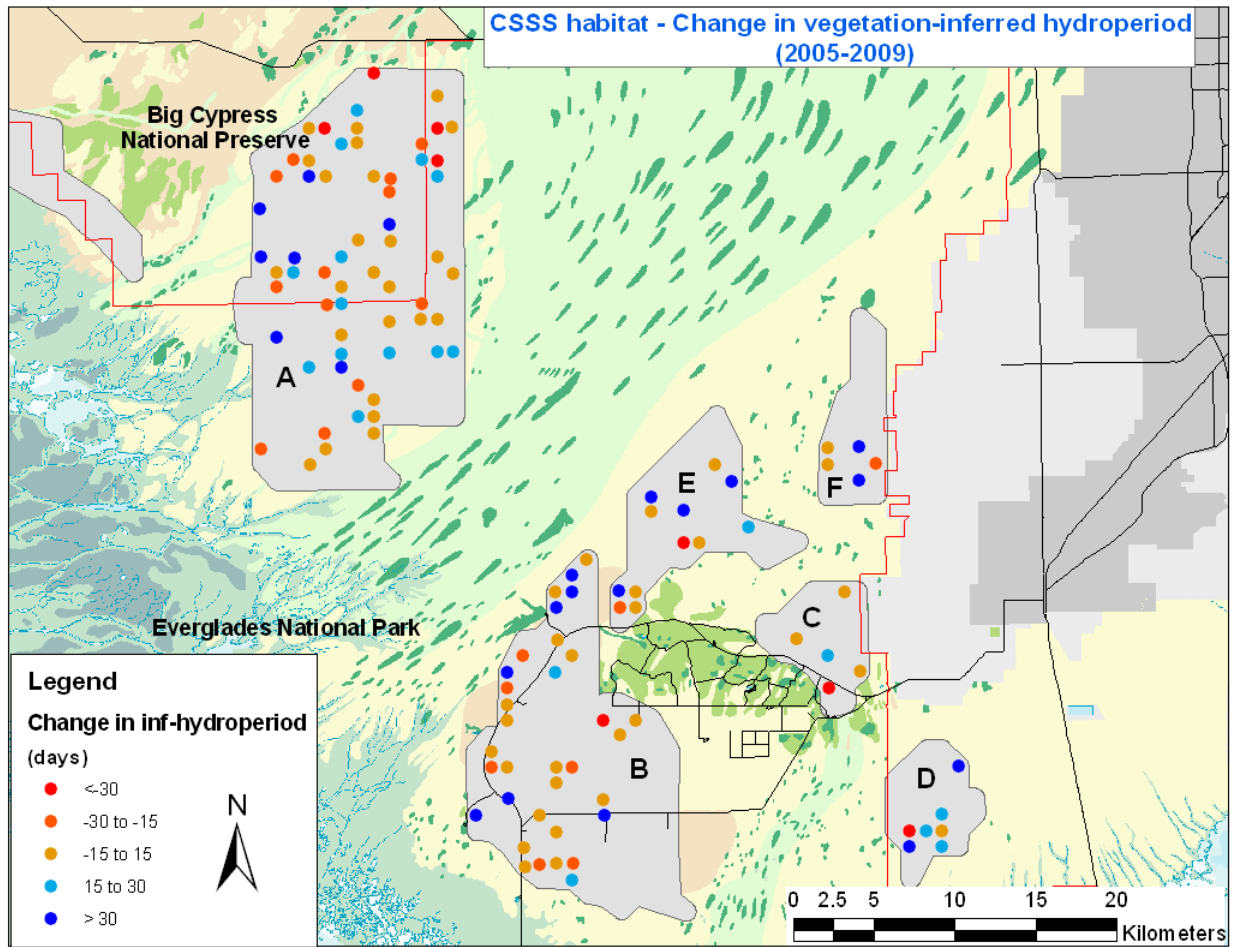 CSSS habitat - Change in vegetation-inferred hydroperiod
(2005-2009)
Big Cypress
National Preserve
A
E
F
C
Everglades National Park
B
D
Legend
Change in inf-hydroperiod
(days)
<-30
-30 to -15
-15 to 15
15 to 30
> 30
N
0 2.5 5 10 15 20
Kilometers